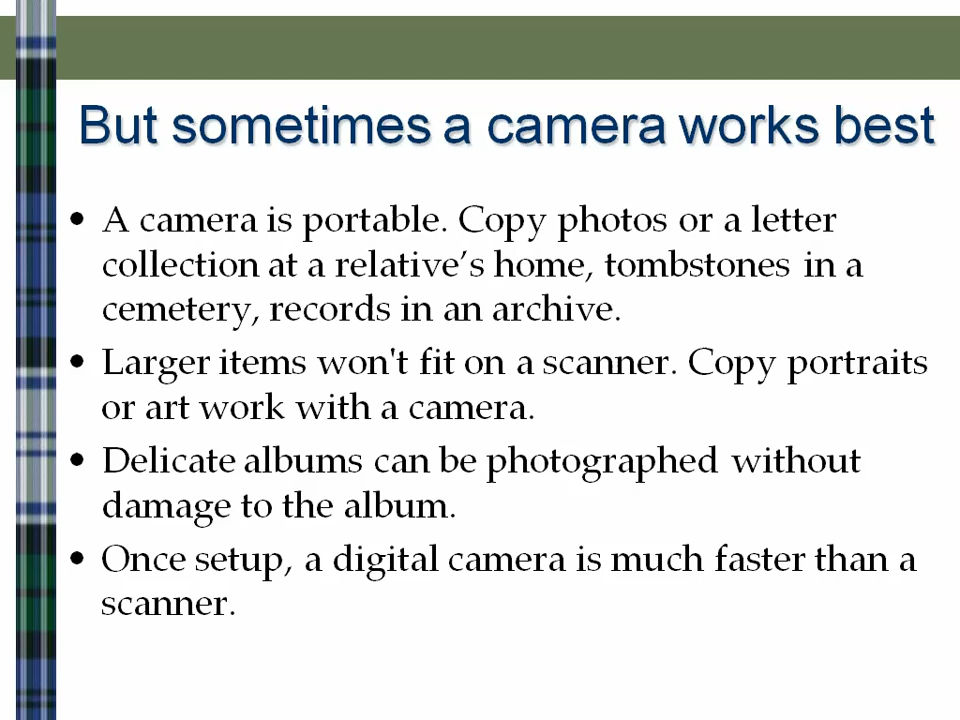 But sometimes a camera works best
• A camera is portable. Copy photos or a letter
collection at a relative’s home, tombstones in a
cemetery, records in an archive.
• Larger items won't fit on a scanner. Copy portraits
or art work with a camera.
• Delicate albums can be photographed without
damage to the album.
• Once setup, a digital camera is much faster than a
scanner.